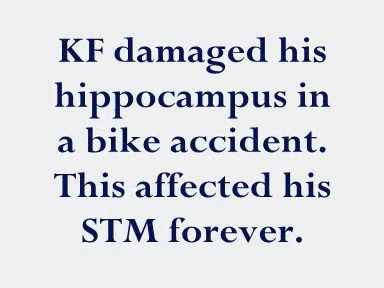 KF damaged his
hippocampus in
a bike accident.
This affected his
STM forever.